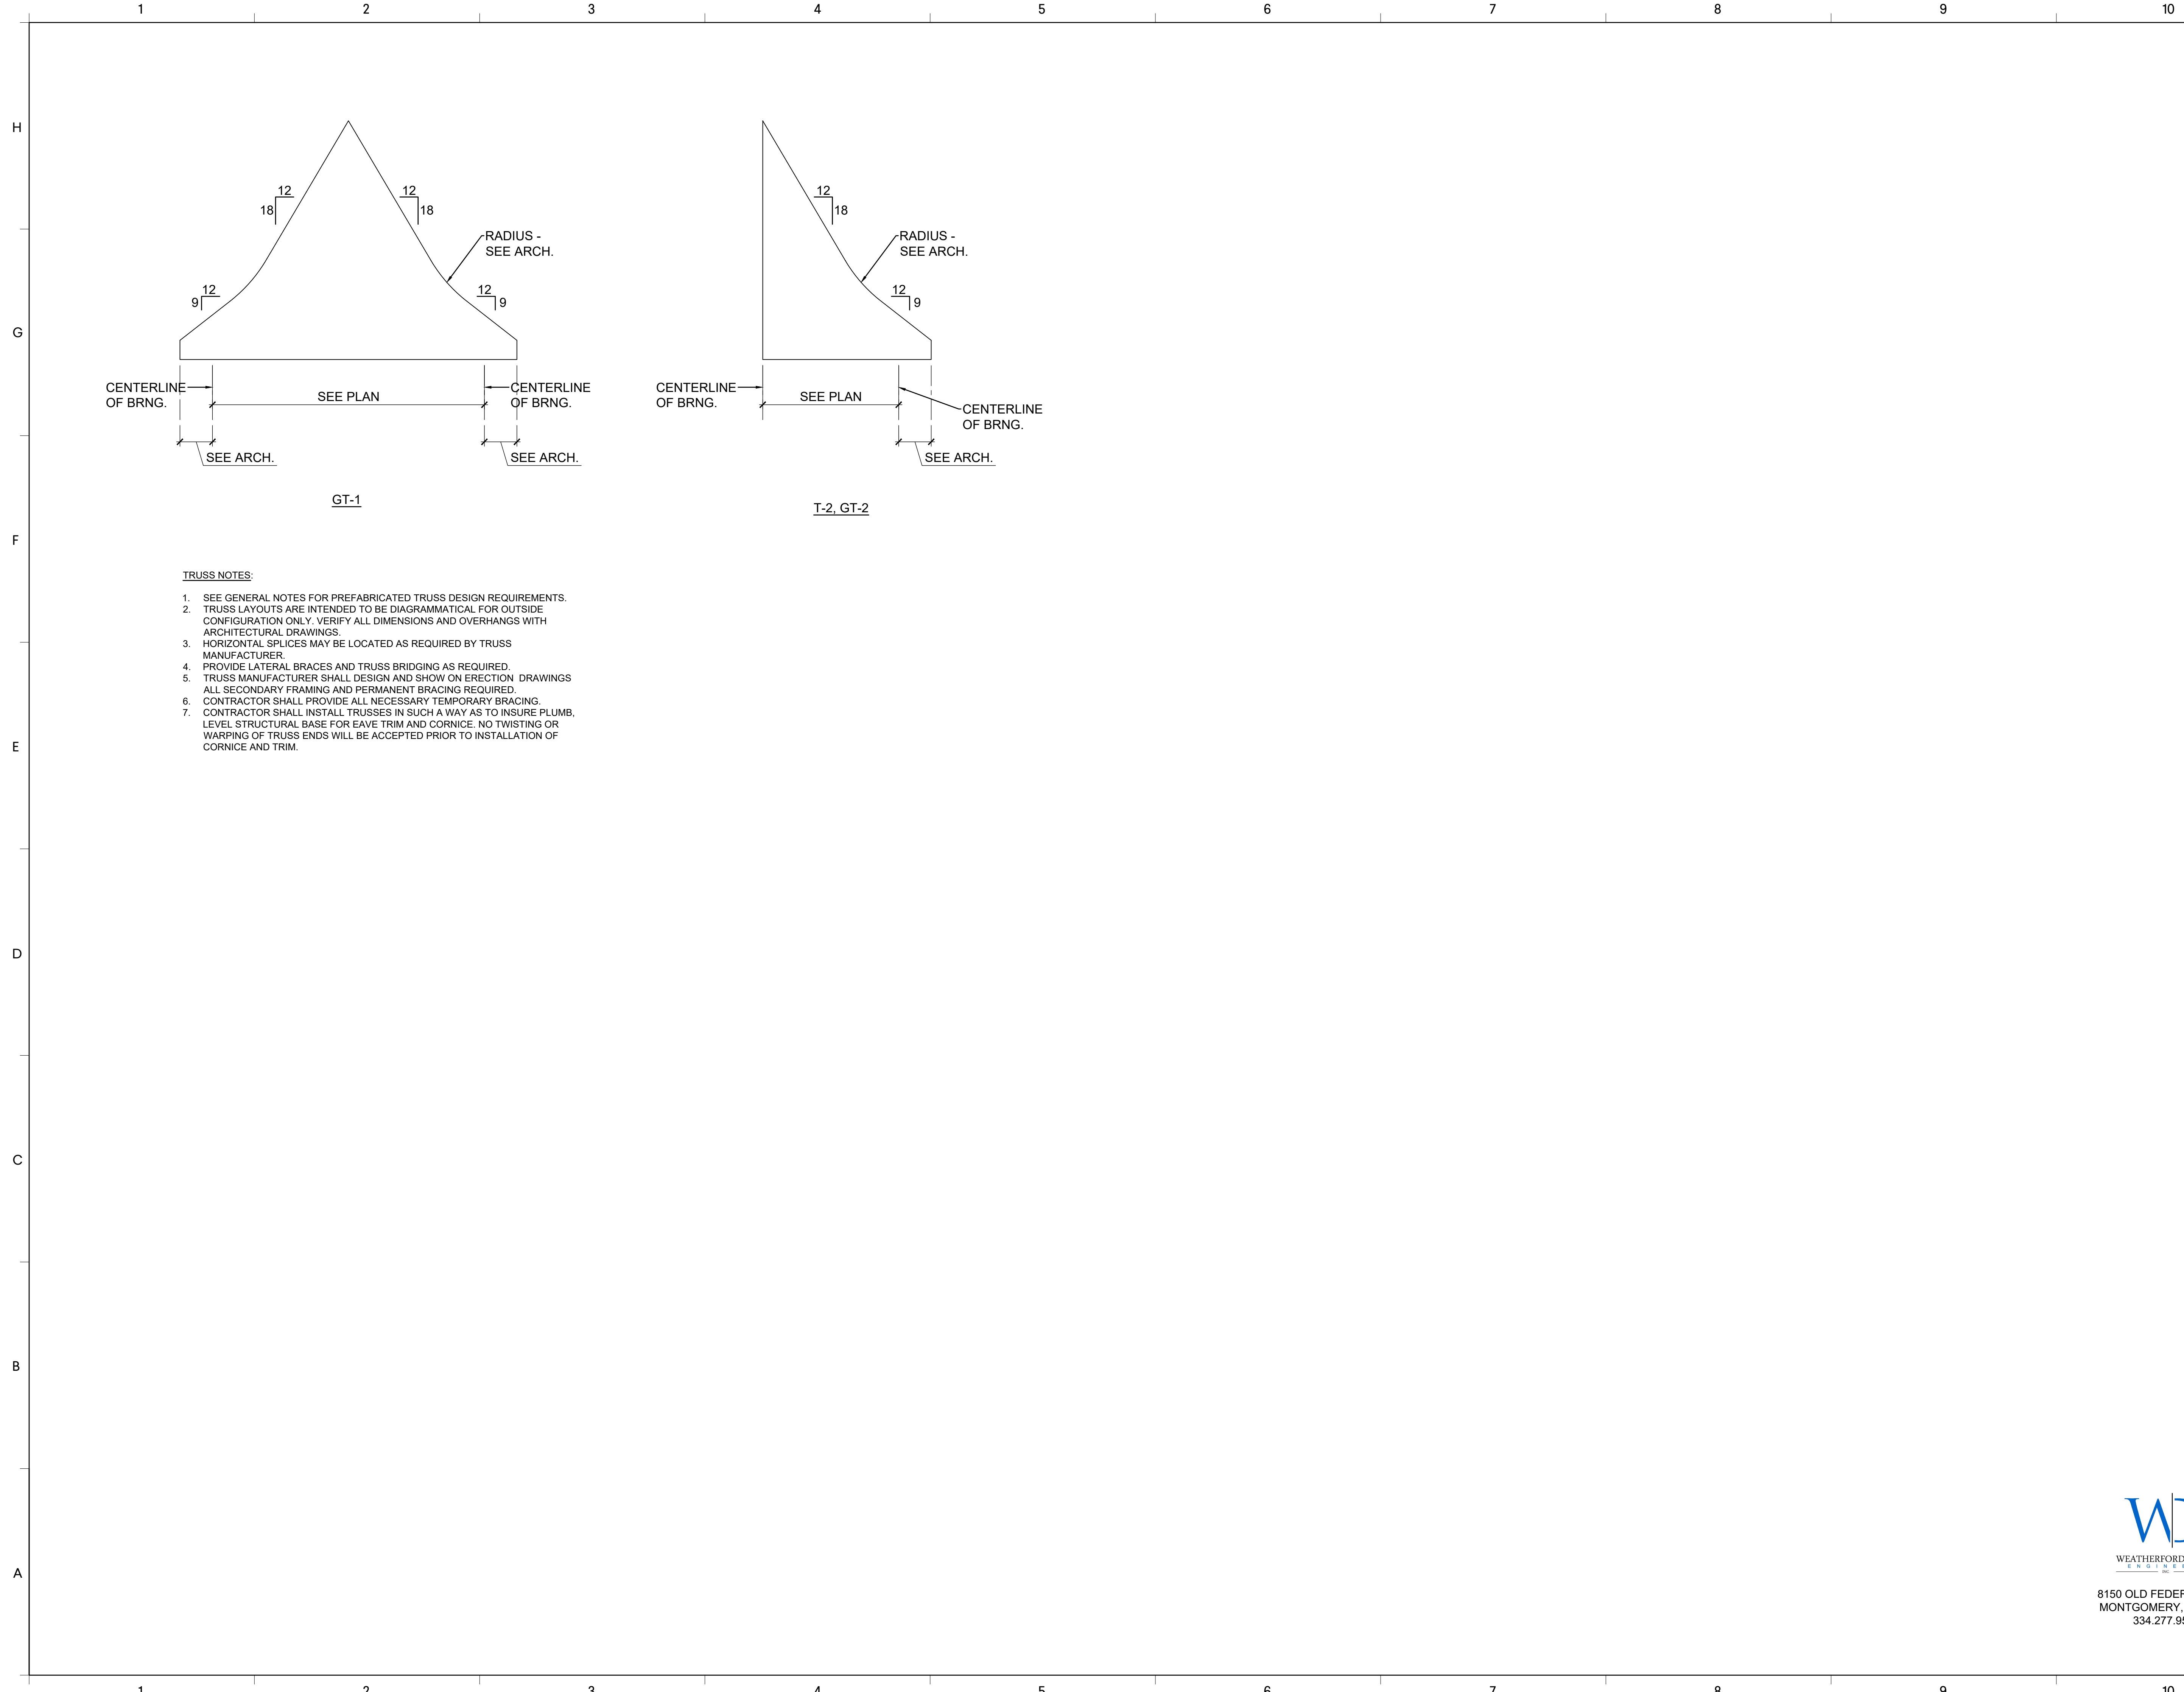 1 2 3 4 5 6 7 8 9 10
H
G
F
E
D
C
B
A
12
18
12
18
RADIUS -
SEE ARCH.
12
9
12
9
CENTERLINE
OF BRNG.
SEE PLAN
CENTERLINE
OF BRNG.
SEE ARCH.
SEE ARCH.
GT-1
12
18
RADIUS -
SEE ARCH.
12
9
CENTERLINE
OF BRNG.
SEE PLAN
CENTERLINE
OF BRNG.
SEE ARCH.
T-2, GT-2
TRUSS NOTES:
1. SEE GENERAL NOTES FOR PREFABRICATED TRUSS DESIGN REQUIREMENTS.
2. TRUSS LAYOUTS ARE INTENDED TO BE DIAGRAMMATICAL FOR OUTSIDE
CONFIGURATION ONLY. VERIFY ALL DIMENSIONS AND OVERHANGS WITH
ARCHITECTURAL DRAWINGS.
3. HORIZONTAL SPLICES MAY BE LOCATED AS REQUIRED BY TRUSS
MANUFACTURER.
4. PROVIDE LATERAL BRACES AND TRUSS BRIDGING AS REQUIRED.
5. TRUSS MANUFACTURER SHALL DESIGN AND SHOW ON ERECTION DRAWINGS
ALL SECONDARY FRAMING AND PERMANENT BRACING REQUIRED.
6. CONTRACTOR SHALL PROVIDE ALL NECESSARY TEMPORARY BRACING.
7. CONTRACTOR SHALL INSTALL TRUSSES IN SUCH A WAY AS TO INSURE PLUMB,
LEVEL STRUCTURAL BASE FOR EAVE TRIM AND CORNICE. NO TWISTING OR
WARPING OF TRUSS ENDS WILL BE ACCEPTED PRIOR TO INSTALLATION OF
CORNICE AND TRIM.
W
WEATHERFORD
INC
8150 OLD
MONTGOMERY,
334.277.
1 2 3 4 5 6 7 8 9 10